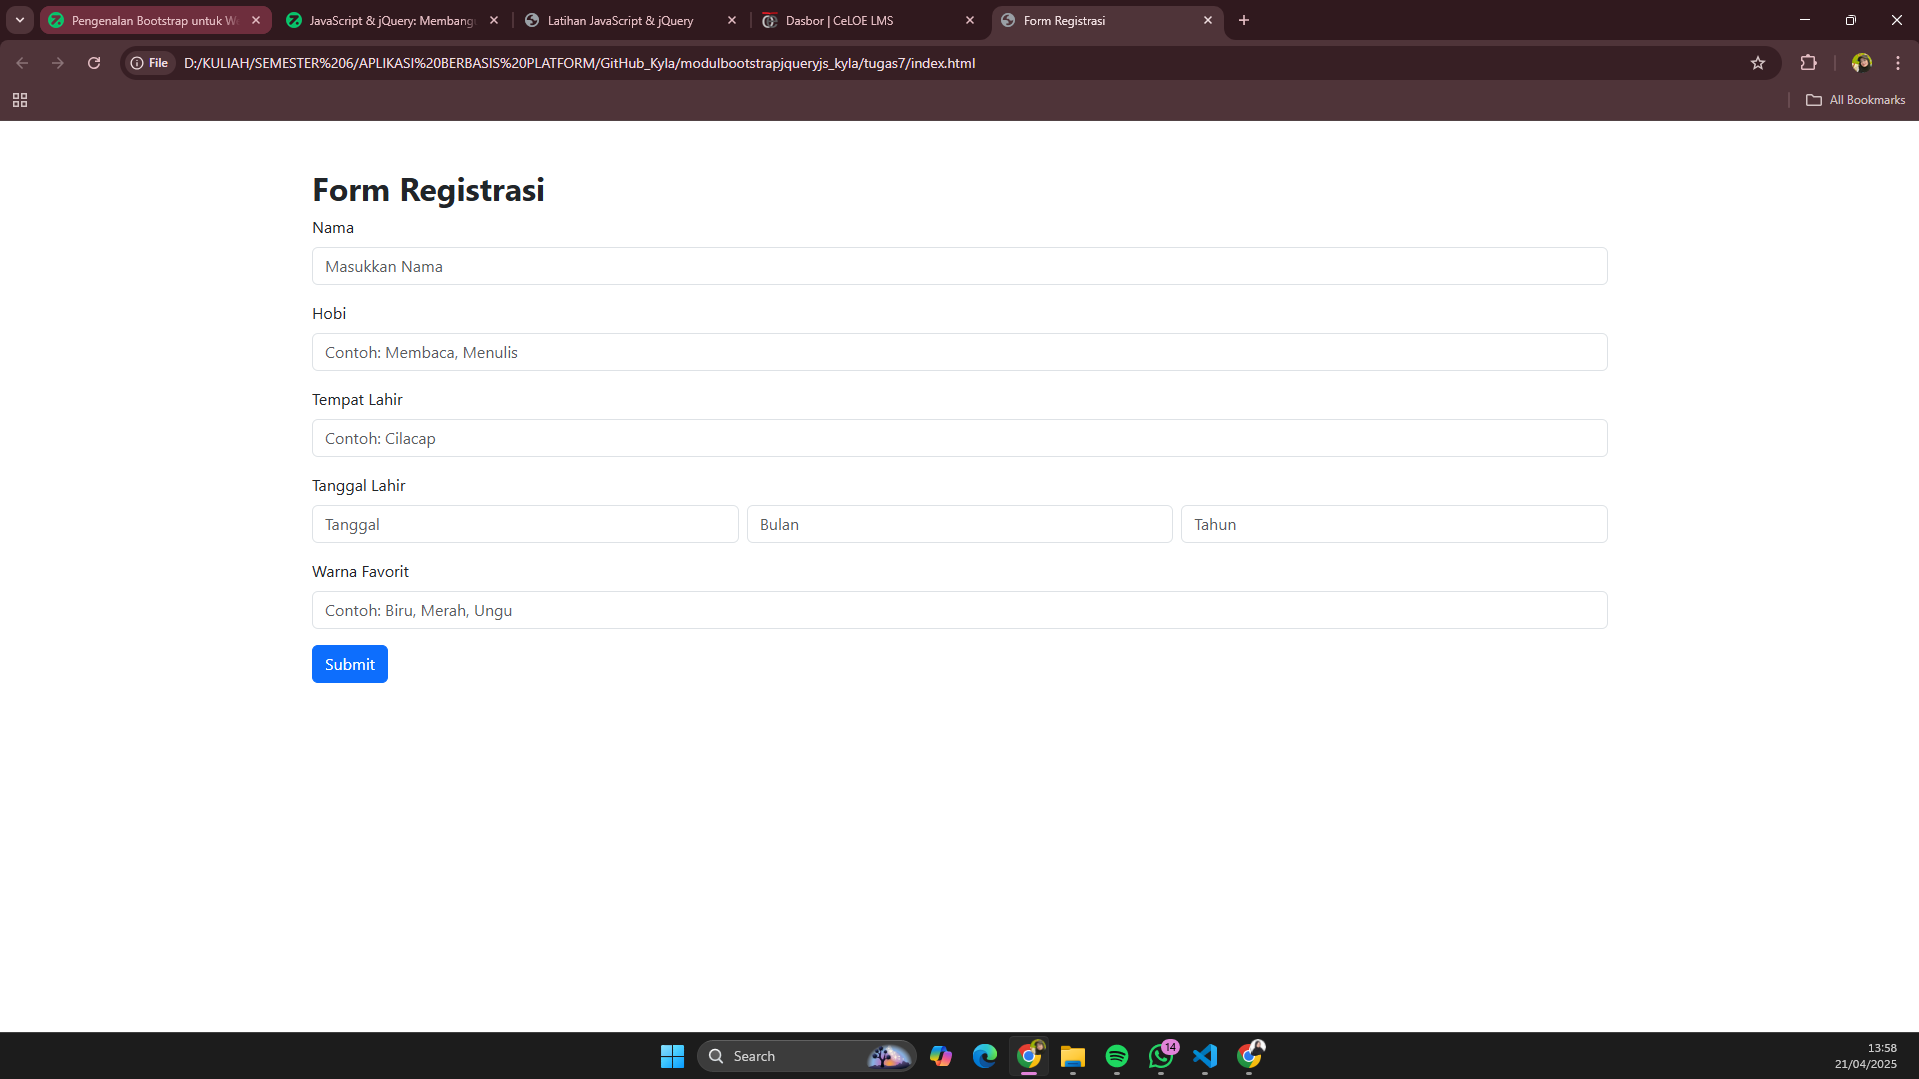 Pengenalan Bootstrap untuk We
JavaScript & jQuery: Membangu
Latihan JavaScript & jQuery
Dasbor | CeLOE LMS
Form Registrasi
File
D:/KULIAH/SEMESTER%206/APLIKASI%20BERBASIS%20PLATFORM/GitHub_Kyla/modulbootstrapjqueryjs_kyla/tugas7/index.html
All Bookmarks
Form Registrasi
Nama
Masukkan Nama
Hobi
Contoh: Membaca, Menulis
Tempat Lahir
Contoh: Cilacap
Tanggal Lahir
Tanggal
Bulan
Tahun
Warna Favorit
Contoh: Biru, Merah, Ungu
Submit
Search
14
13:58
21/04/2025